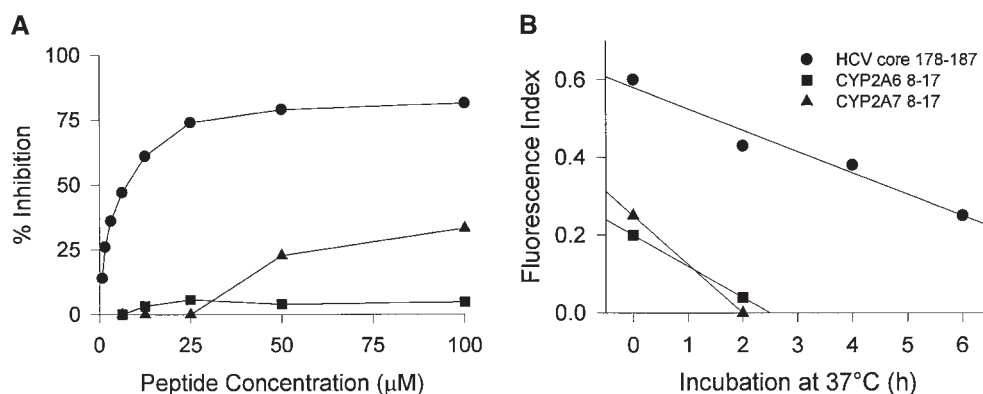 A
% Inhibition
100
75
50
25
0
0
25
50
75
100
Peptide Concentration (μM)
B
Fluorescence Index
0.6
0.4
0.2
0.0
HCV core 178-187
CYP2A6 8-17
CYP2A7 8-17
0
1
2
3
4
5
6
Incubation at 37°C (h)